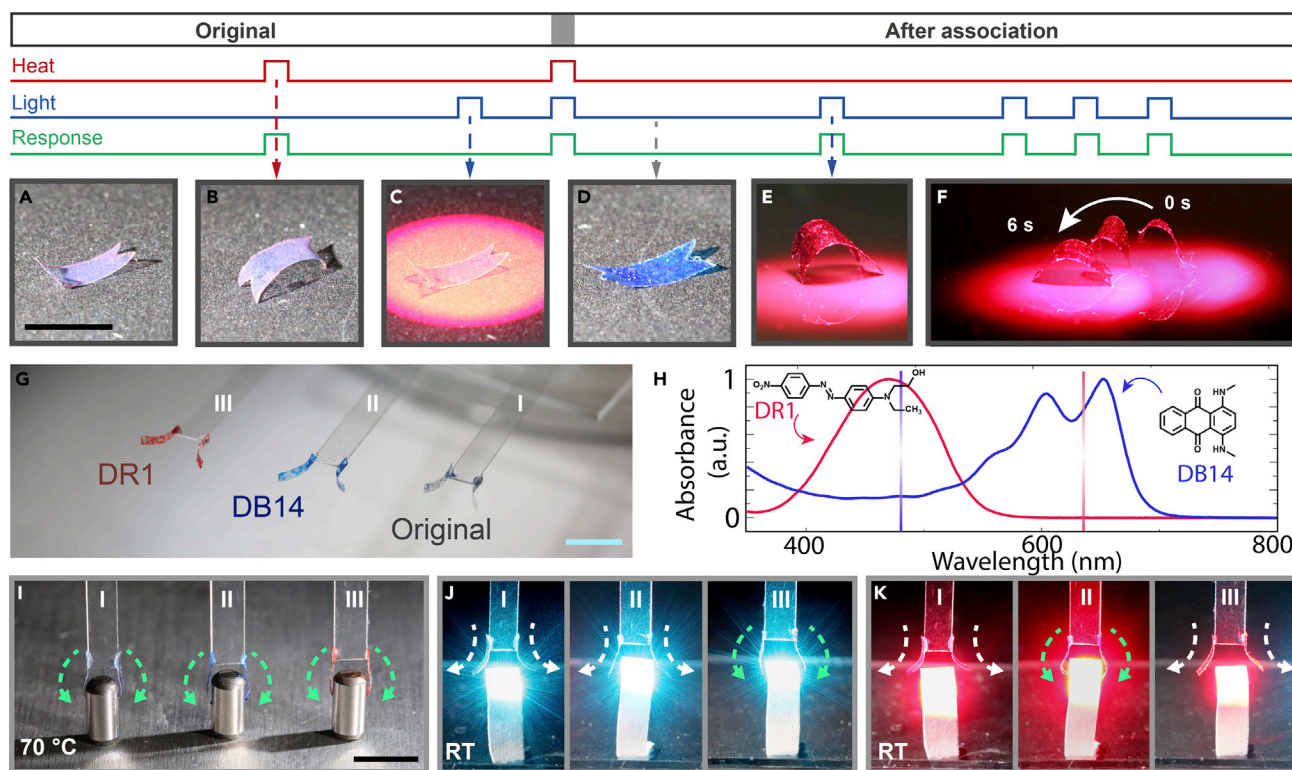 Original After association
Heat
Light
Response
A B C D E F
0 s
6 s
G H
III II I
DR1
DB14
Original
Absorbance
(a.u.)
1
0
O₂N
N
N
N
OH
CH₃
DR1
O
HN
O
HN
DB14
400 600 800
Wavelength (nm)
I I II III
70 °C
J I II III
RT
K I II III
RT